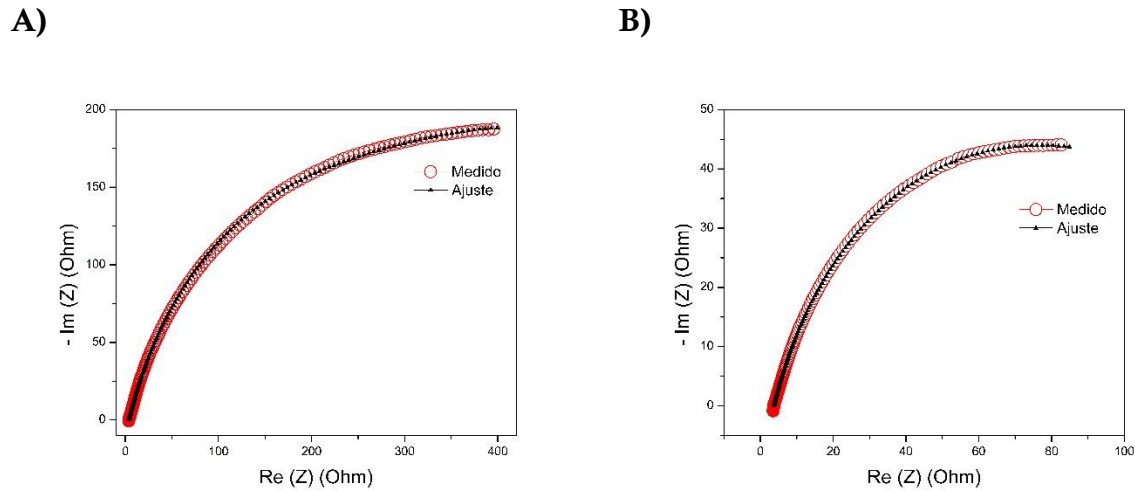 A)
B)
200
150
100
50
0
- Im (Z) (Ohm)
Medido
Ajuste
0 100 200 300 400
Re (Z) (Ohm)
50
40
30
20
10
0
- Im (Z) (Ohm)
Medido
Ajuste
0 20 40 60 80 100
Re (Z) (Ohm)